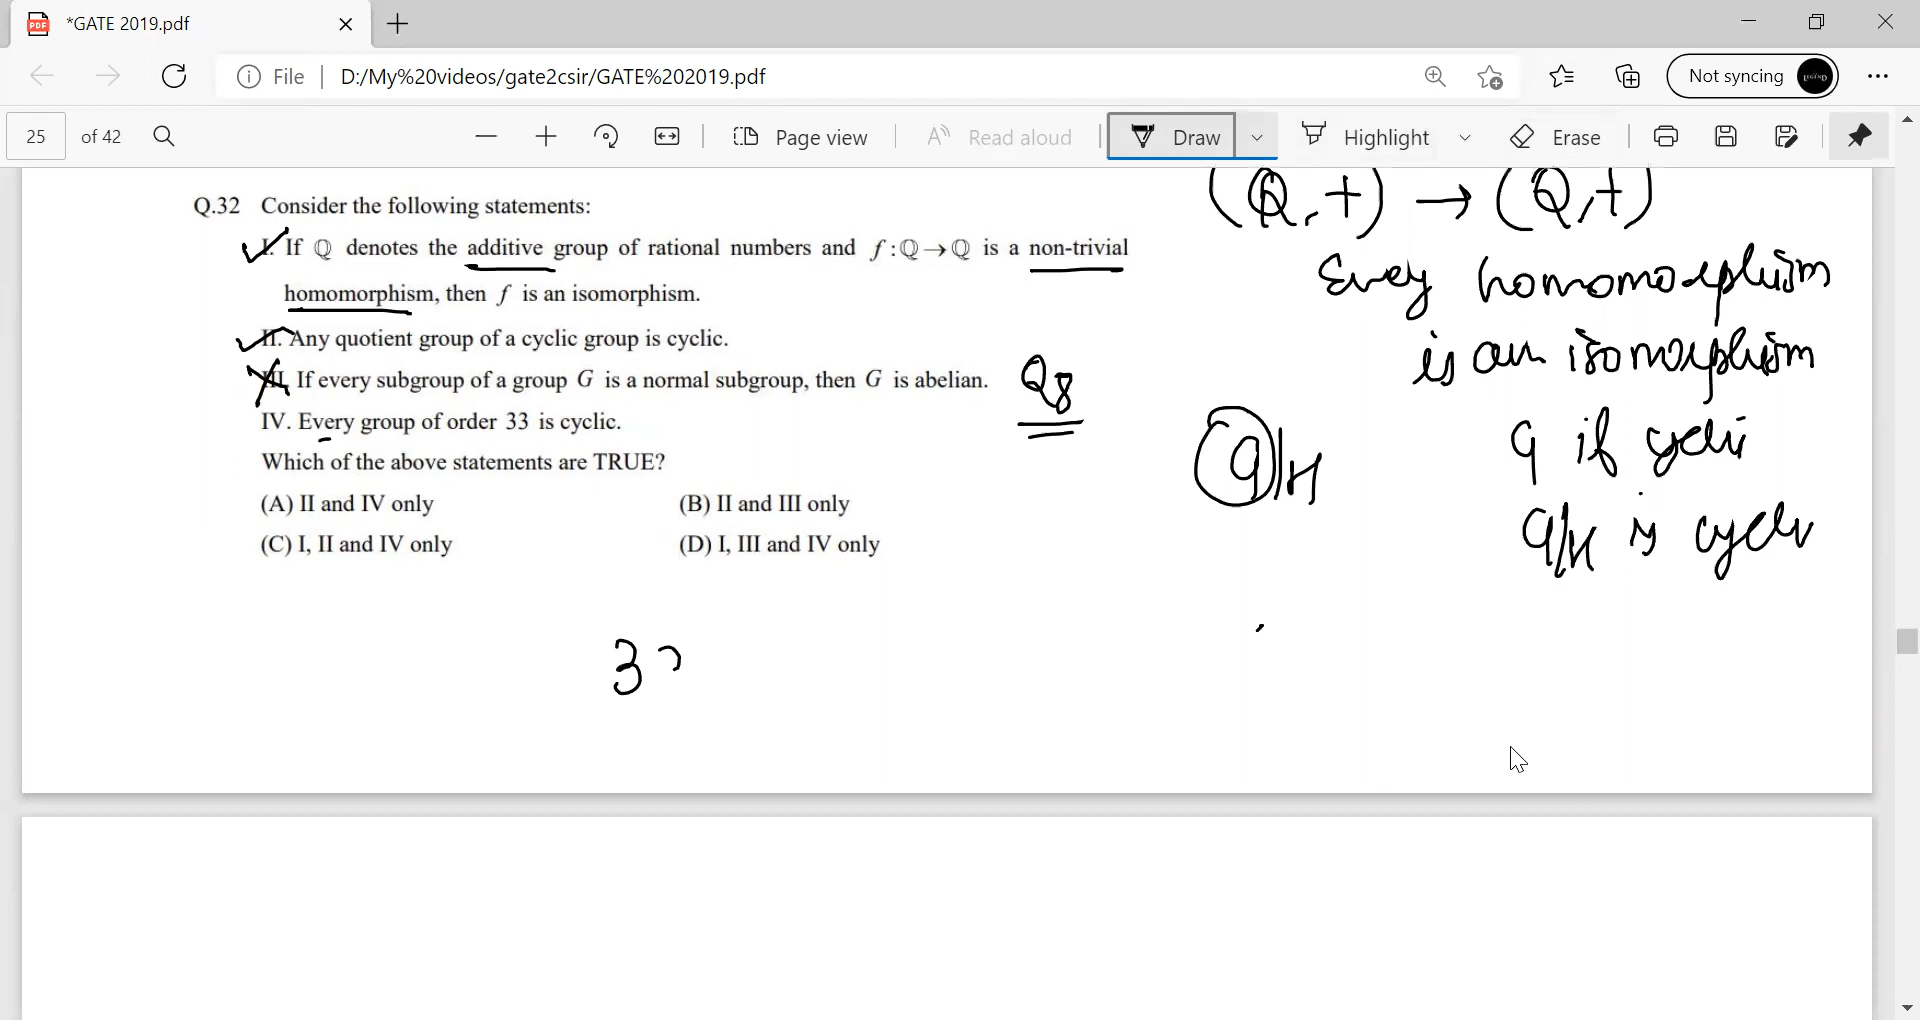 *GATE 2019.pdf
File D:/My%20videos/gate2csir/GATE%202019.pdf Not syncing
25 of 42 Page view Read aloud Draw Highlight Erase
(Q, +) → (Q, +)
Q.32 Consider the following statements:
I. If ℚ denotes the additive group of rational numbers and f : ℚ → ℚ is a non-trivial
homomorphism, then f is an isomorphism.
II. Any quotient group of a cyclic group is cyclic.
III. If every subgroup of a group G is a normal subgroup, then G is abelian.
IV. Every group of order 33 is cyclic.
Which of the above statements are TRUE?
(A) II and IV only (B) II and III only
(C) I, II and IV only (D) I, III and IV only
Every homomorphism
is an isomorphism
Q8
G/H
G if cyclic
G/H is cyclic
3